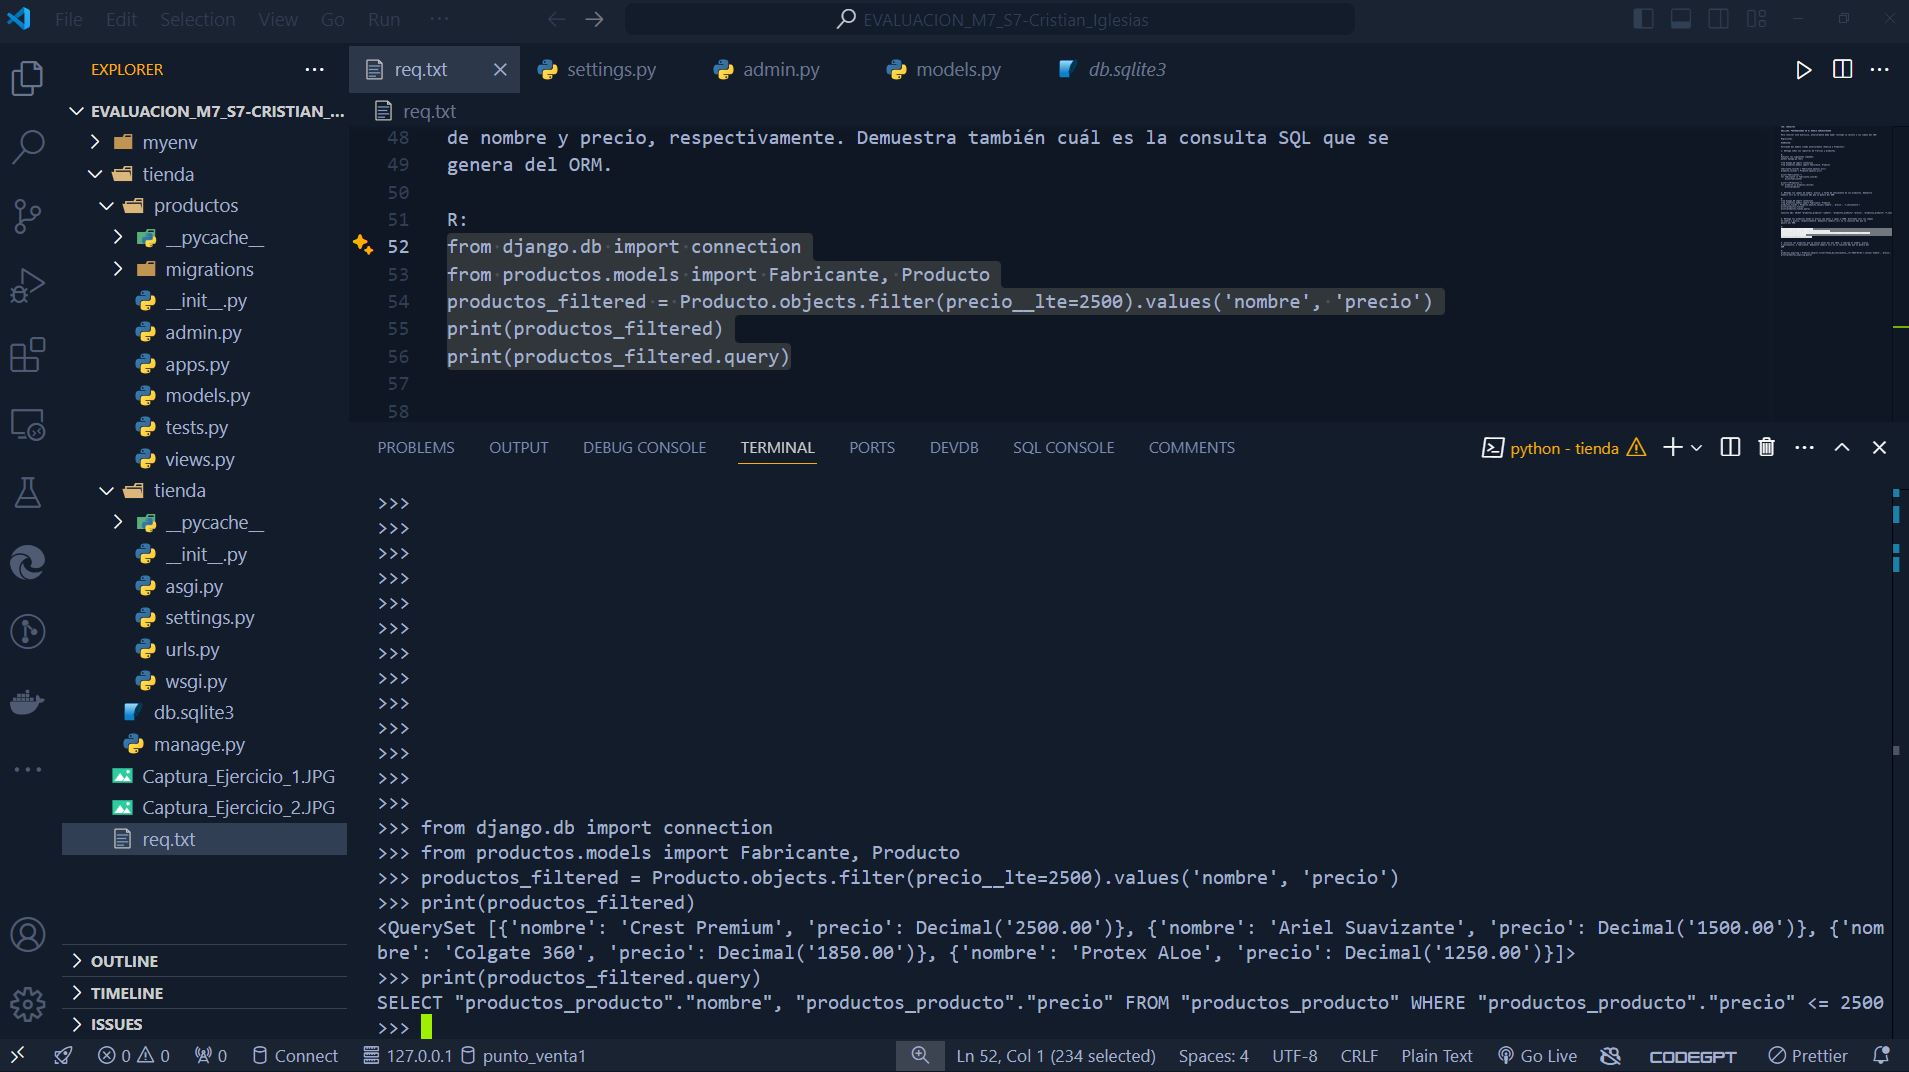 File Edit Selection View Go Run ···
EVALUACION_M7_S7-Cristian_Iglesias
EXPLORER
req.txt
settings.py
admin.py
models.py
db.sqlite3
EVALUACION_M7_S7-CRISTIAN_...
myenv
tienda
productos
__pycache__
migrations
__init__.py
admin.py
apps.py
models.py
tests.py
views.py
tienda
__pycache__
__init__.py
asgi.py
settings.py
urls.py
wsgi.py
db.sqlite3
manage.py
Captura_Ejercicio_1.JPG
Captura_Ejercicio_2.JPG
req.txt
OUTLINE
TIMELINE
ISSUES
req.txt
48 de nombre y precio, respectivamente. Demuestra también cuál es la consulta SQL que se
49 genera del ORM.
50
51 R:
52 from django.db import connection
53 from productos.models import Fabricante, Producto
54 productos_filtered = Producto.objects.filter(precio__lte=2500).values('nombre', 'precio')
55 print(productos_filtered)
56 print(productos_filtered.query)
57
58
PROBLEMS OUTPUT DEBUG CONSOLE TERMINAL PORTS DEVDB SQL CONSOLE COMMENTS
python - tienda
>>>
>>>
>>>
>>>
>>>
>>>
>>>
>>>
>>>
>>>
>>>
>>>
>>>
>>> from django.db import connection
>>> from productos.models import Fabricante, Producto
>>> productos_filtered = Producto.objects.filter(precio__lte=2500).values('nombre', 'precio')
>>> print(productos_filtered)
<QuerySet [{'nombre': 'Crest Premium', 'precio': Decimal('2500.00')}, {'nombre': 'Ariel Suavizante', 'precio': Decimal('1500.00')}, {'nom
bre': 'Colgate 360', 'precio': Decimal('1850.00')}, {'nombre': 'Protex ALoe', 'precio': Decimal('1250.00')}]>
>>> print(productos_filtered.query)
SELECT "productos_producto"."nombre", "productos_producto"."precio" FROM "productos_producto" WHERE "productos_producto"."precio" <= 2500
>>>
0 0 0 Connect 127.0.0.1 punto_venta1 Ln 52, Col 1 (234 selected) Spaces: 4 UTF-8 CRLF Plain Text Go Live CODEGPT Prettier